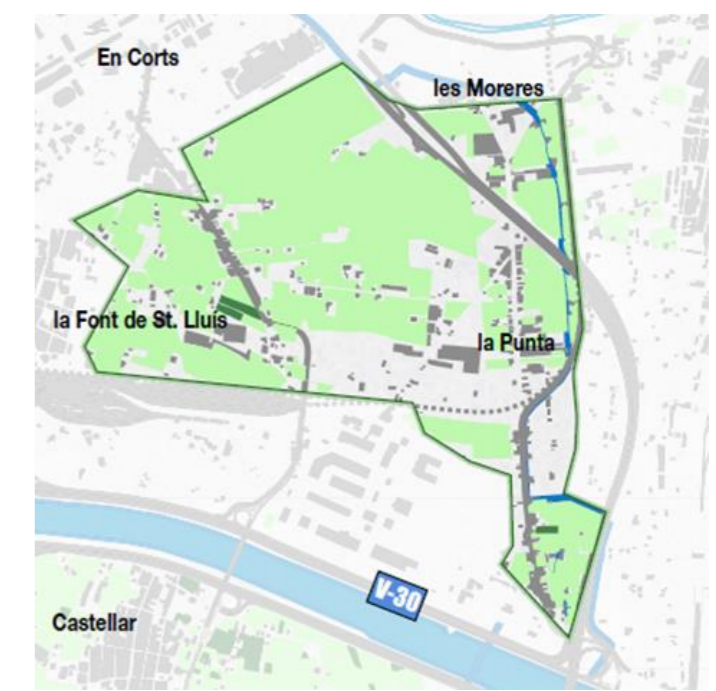 En Corts
les Moreres
la Font de St. Lluís
la Punta
V-30
Castellar